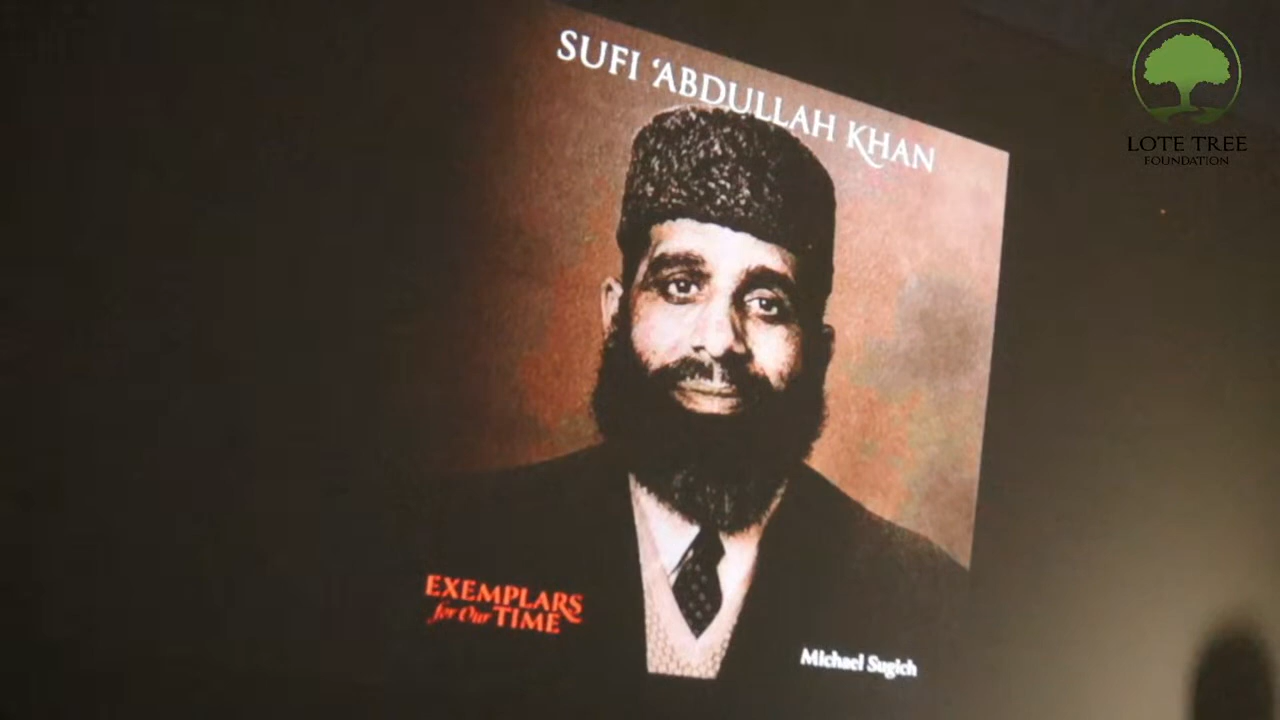 SUFI ‘ABDULLAH KHAN
LOTE TREE
FOUNDATION
EXEMPLARS
for Our TIME
Michael Sugich